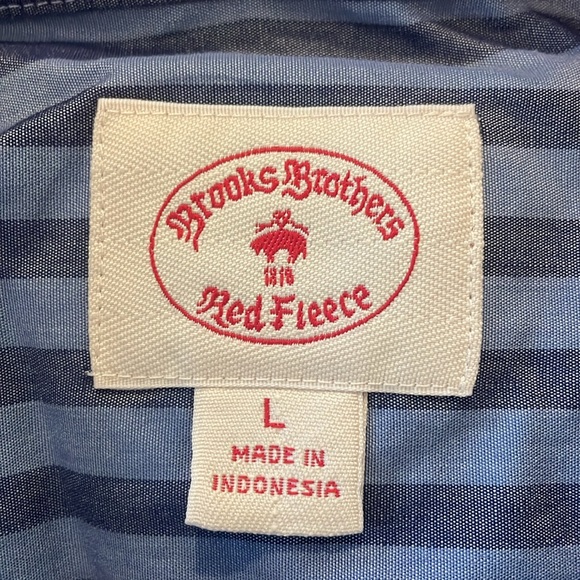 Brooks Brothers
1818
Red Fleece
L
MADE IN
INDONESIA